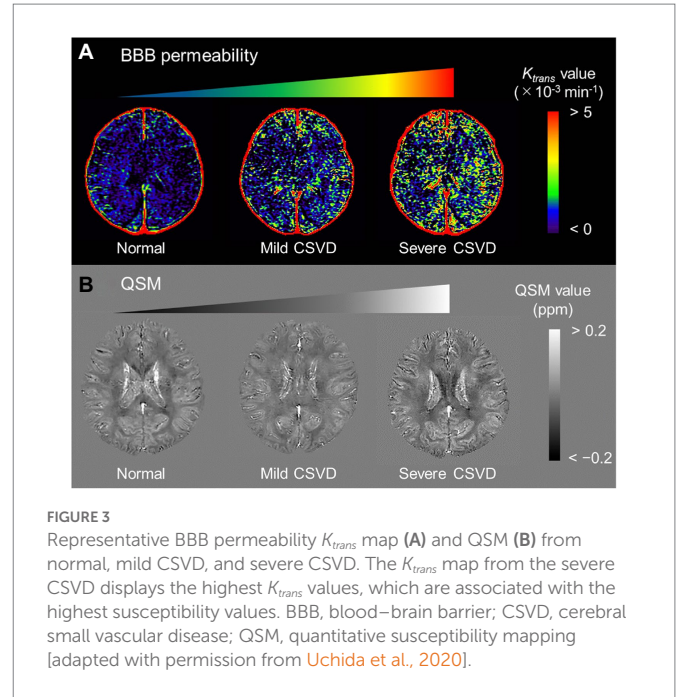 A
BBB permeability
Ktrans value
(× 10-3 min-1)
> 5
< 0
Normal
Mild CSVD
Severe CSVD
B
QSM
QSM value
(ppm)
> 0.2
< −0.2
Normal
Mild CSVD
Severe CSVD
FIGURE 3
Representative BBB permeability Ktrans map (A) and QSM (B) from
normal, mild CSVD, and severe CSVD. The Ktrans map from the severe
CSVD displays the highest Ktrans values, which are associated with the
highest susceptibility values. BBB, blood–brain barrier; CSVD, cerebral
small vascular disease; QSM, quantitative susceptibility mapping
[adapted with permission from Uchida et al., 2020].